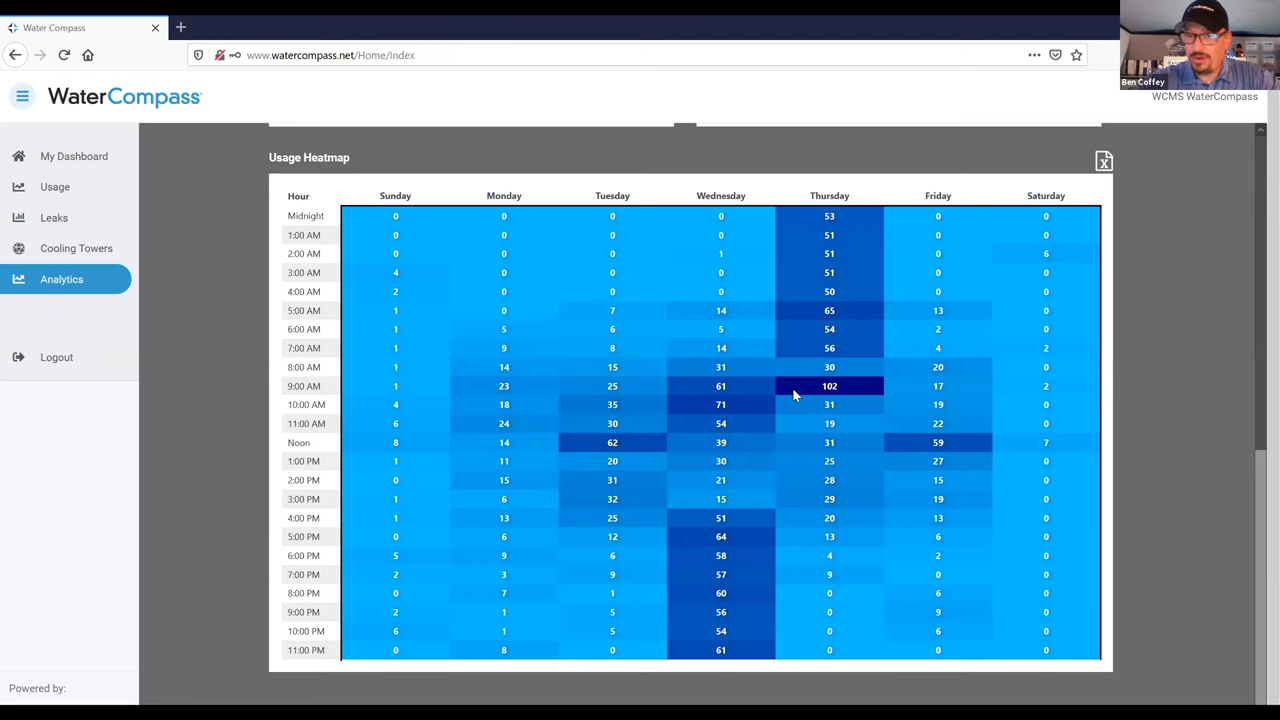 Water Compass
www.watercompass.net/Home/Index
Ben Coffey
WaterCompass
WCMS WaterCompass
My Dashboard
Usage
Leaks
Cooling Towers
Analytics
Logout
Powered by:
Usage Heatmap
Hour Sunday Monday Tuesday Wednesday Thursday Friday Saturday
Midnight 0 0 0 0 53 0 0
1:00 AM 0 0 0 0 51 0 0
2:00 AM 0 0 0 1 51 0 6
3:00 AM 4 0 0 0 51 0 0
4:00 AM 2 0 0 0 50 0 0
5:00 AM 1 0 7 14 65 13 0
6:00 AM 1 5 6 5 54 2 0
7:00 AM 1 9 8 14 56 4 2
8:00 AM 1 14 15 31 30 20 0
9:00 AM 1 23 25 61 102 17 2
10:00 AM 4 18 35 71 31 19 0
11:00 AM 6 24 30 54 19 22 0
Noon 8 14 62 39 31 59 7
1:00 PM 1 11 20 30 25 27 0
2:00 PM 0 15 31 21 28 15 0
3:00 PM 1 6 32 15 29 19 0
4:00 PM 1 13 25 51 20 13 0
5:00 PM 0 6 12 64 13 6 0
6:00 PM 5 9 6 58 4 2 0
7:00 PM 2 3 9 57 9 0 0
8:00 PM 0 7 1 60 0 6 0
9:00 PM 2 1 5 56 0 9 0
10:00 PM 6 1 5 54 0 6 0
11:00 PM 0 8 0 61 0 0 0